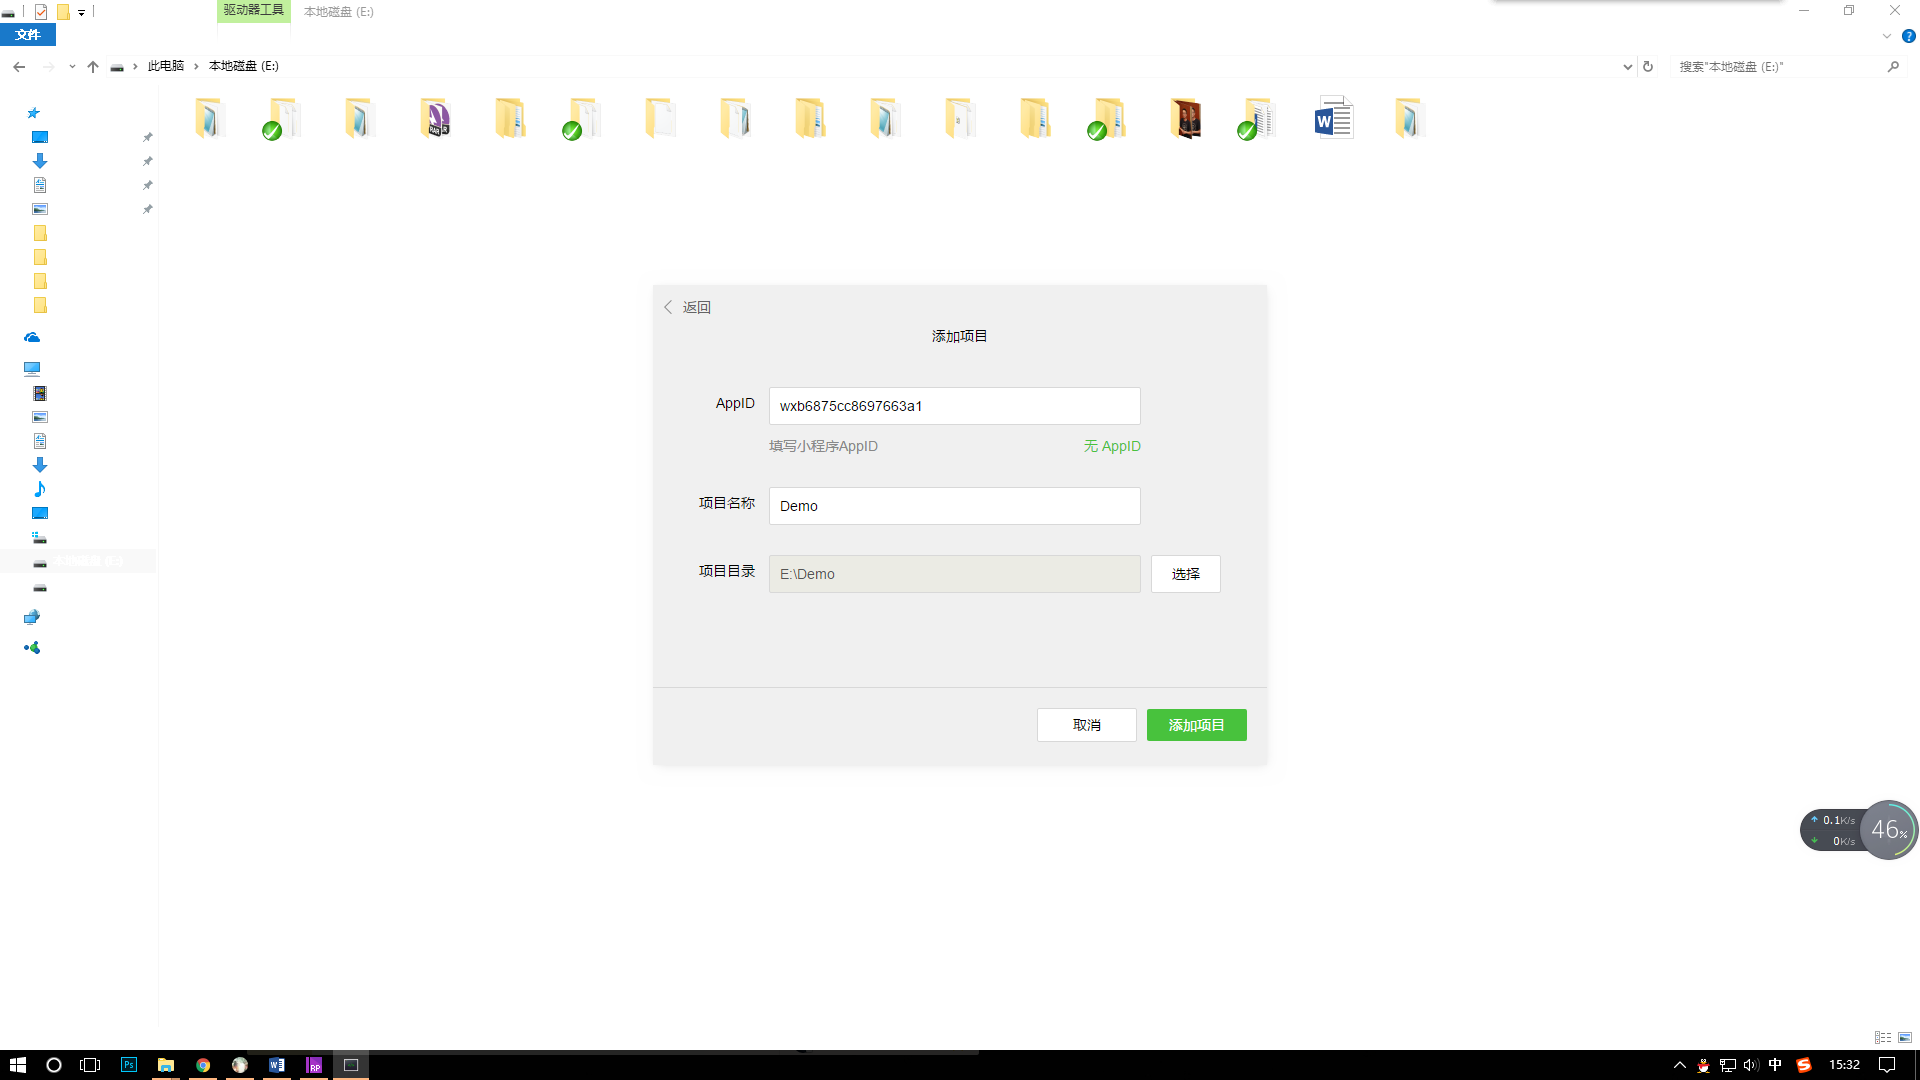 驱动器工具
本地磁盘 (E:)
文件
此电脑
本地磁盘 (E:)
搜索"本地磁盘 (E:)"
返回
添加项目
AppID
wxb6875cc8697663a1
填写小程序AppID
无 AppID
项目名称
Demo
项目目录
E:\Demo
选择
取消
添加项目
0.1K/s
0K/s
46%
中
15:32